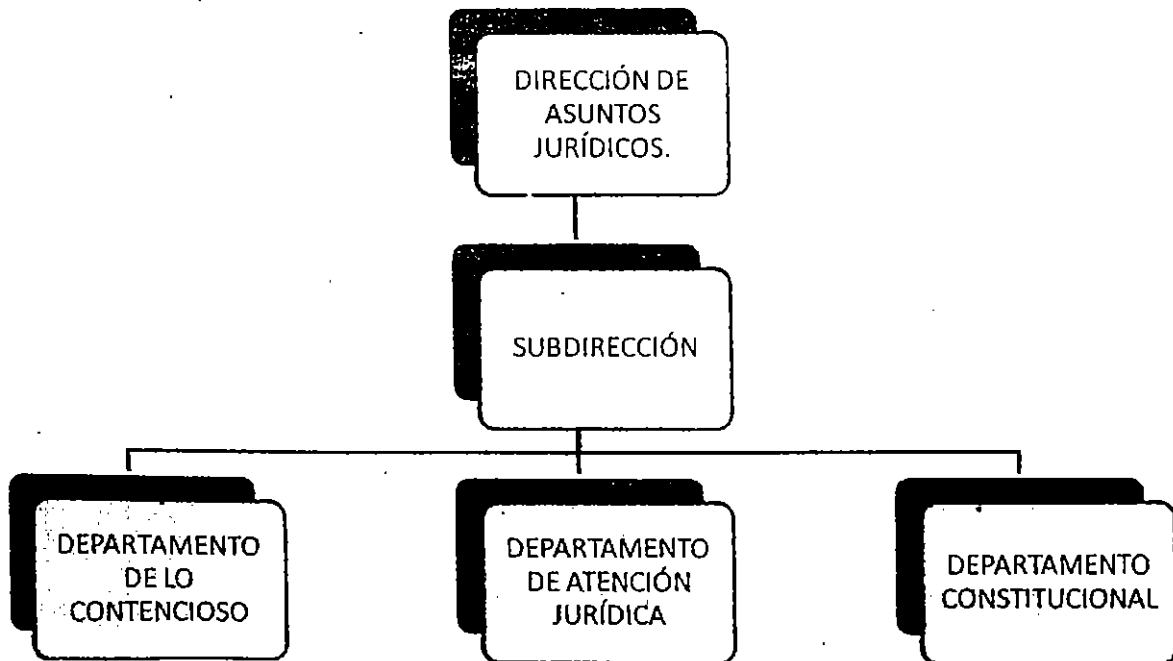 DIRECCIÓN DE
ASUNTOS
JURÍDICOS.
SUBDIRECCIÓN
DEPARTAMENTO
DE LO
CONTENCIOSO
DEPARTAMENTO
DE ATENCIÓN
JURÍDICA
DEPARTAMENTO
CONSTITUCIONAL